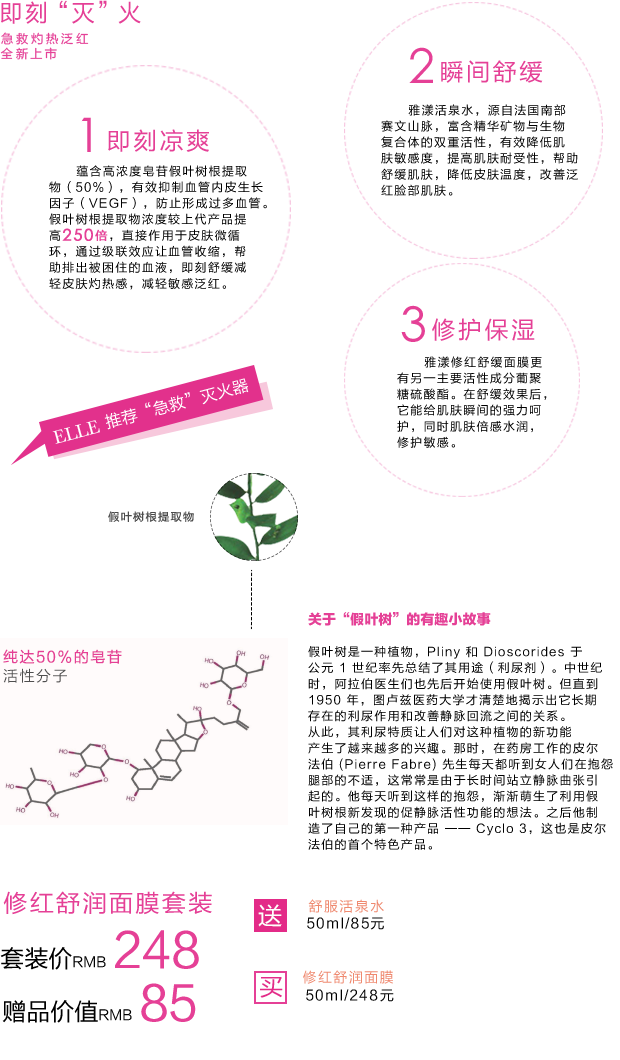 即刻“灭”火
急救灼热泛红
全新上市
1 即刻凉爽
蕴含高浓度皂苷假叶树根提取
物（50%），有效抑制血管内皮生长
因子（VEGF），防止形成过多血管。
假叶树根提取物浓度较上代产品提
高250倍，直接作用于皮肤微循
环，通过级联效应让血管收缩，帮
助排出被困住的血液，即刻舒缓减
轻皮肤灼热感，减轻敏感泛红。
2 瞬间舒缓
雅漾活泉水，源自法国南部
赛文山脉，富含精华矿物与生物
复合体的双重活性，有效降低肌
肤敏感度，提高肌肤耐受性，帮助
舒缓肌肤，降低皮肤温度，改善泛
红脸部肌肤。
3 修护保湿
雅漾修红舒缓面膜更
有另一主要活性成分葡聚
糖硫酸酯。在舒缓效果后，
它能给肌肤瞬间的强力呵
护，同时肌肤倍感水润，
修护敏感。
ELLE 推荐“急救”灭火器
假叶树根提取物
纯达50%的皂苷
活性分子
OH
OH
HO
OH
O
O
HO
O
O
HO
HO
O
O
O
HO
O
HO
OH
OH
关于“假叶树”的有趣小故事
假叶树是一种植物，Pliny 和 Dioscorides 于
公元 1 世纪率先总结了其用途（利尿剂）。中世纪
时，阿拉伯医生们也先后开始使用假叶树。但直到
1950 年，图卢兹医药大学才清楚地揭示出它长期
存在的利尿作用和改善静脉回流之间的关系。
从此，其利尿特质让人们对这种植物的新功能
产生了越来越多的兴趣。那时，在药房工作的皮尔
法伯 (Pierre Fabre) 先生每天都听到女人们在抱怨
腿部的不适，这常常是由于长时间站立静脉曲张引
起的。他每天听到这样的抱怨，渐渐萌生了利用假
叶树根新发现的促静脉活性功能的想法。之后他制
造了自己的第一种产品 —— Cyclo 3，这也是皮尔
法伯的首个特色产品。
修红舒润面膜套装
套装价RMB 248
赠品价值RMB 85
送
舒服活泉水
50ml/85元
买
修红舒润面膜
50ml/248元